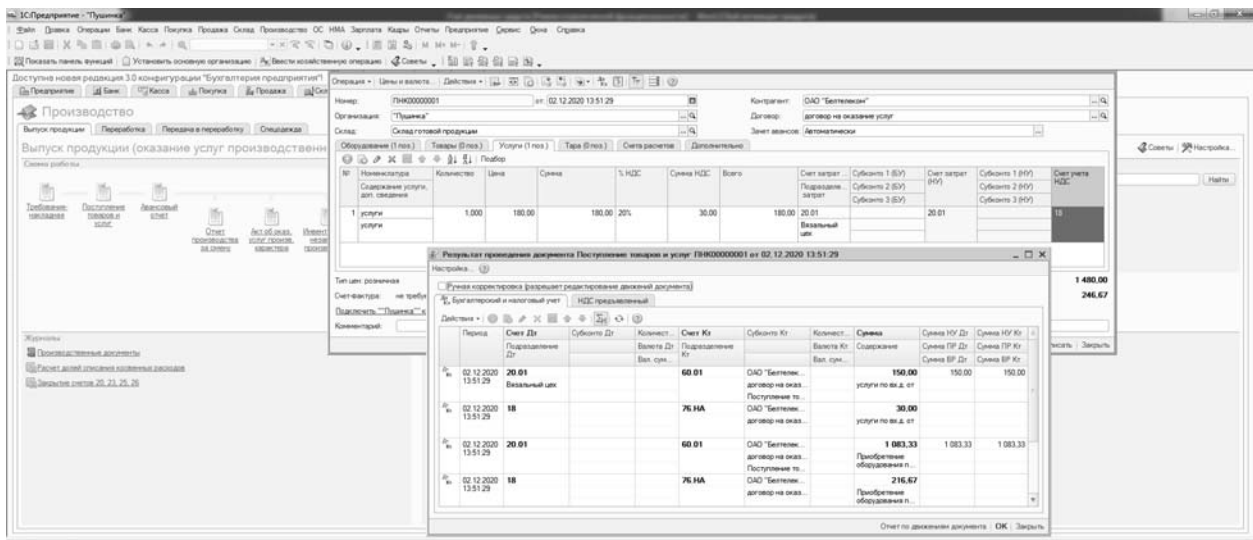 1С:Предприятие - "Пушинка"
Файл Правка Операции Банк Касса Покупка Продажа Склад Производство ОС НМА Зарплата Кадры Отчеты Предприятие Сервис Окна Справка
Показать панель функций Установить основную организацию Ввести хозяйственную операцию Советы
Доступна новая редакция 3.0 конфигурации "Бухгалтерия предприятия"!
Предприятие Банк Касса Покупка Продажа
Производство
Выпуск продукции Переработка Передача в переработку Спецодежда
Выпуск продукции (оказание услуг производственн
Схема работы
Требование-накладная
Поступление товаров и услуг
Авансовый отчет
Отчет производства за смену
Акт об оказ. услуг произв. характера
Журналы
Производственные документы
Расчет долей списания косвенных расходов
Закрытие счетов 20, 23, 25, 26
Советы Настройка...
Найти
Операция Цены и валюта... Действия
Номер: ПНК00000001 от: 02.12.2020 13:51:29 Контрагент: ОАО "Белтелеком"
Организация: "Пушинка" Договор: договор на оказание услуг
Склад: Склад готовой продукции Зачет авансов: Автоматически
Оборудование (1 поз.) Товары (0 поз.) Услуги (1 поз.) Тара (0 поз.) Счета расчетов Дополнительно
Подбор
№ Номенклатура Количество Цена Сумма % НДС Сумма НДС Всего Счет затрат ... Субконто 1 (БУ) Счет затрат (НУ) Субконто 1 (НУ) Счет учета НДС
Содержание услуги, доп. сведения Подразделе... затрат Субконто 2 (БУ) Субконто 2 (НУ)
Субконто 3 (БУ) Субконто 3 (НУ)
1 услуги 1,000 180,00 180,00 20% 30,00 180,00 20.01 20.01 18
услуги Вязальный цех
Тип цен: розничная 1 480,00
Счет-фактура: не требу 246,67
Подключить "Пушинка" к
Комментарий:
Закрыть
Результат проведения документа Поступление товаров и услуг ПНК00000001 от 02.12.2020 13:51:29
Настройка...
Ручная корректировка (разрешает редактирование движений документа)
Бухгалтерский и налоговый учет НДС предъявленный
Действия
Период Счет Дт Субконто Дт Количест... Счет Кт Субконто Кт Количест... Сумма Сумма НУ Дт Сумма НУ Кт
Подразделение Дт Валюта Дт Подразделение Кт Валюта Кт Содержание Сумма ПР Дт Сумма ПР Кт
Вал. сум... Вал. сум... Сумма ВР Дт Сумма ВР Кт
02.12.2020 20.01 60.01 ОАО "Белтелек... 150,00 150,00 150,00
13:51:29 Вязальный цех договор на оказ... услуги по вх.д. от
Поступление то...
02.12.2020 18 76.НА ОАО "Белтелек... 30,00
13:51:29 договор на оказ... услуги по вх.д. от
02.12.2020 20.01 60.01 ОАО "Белтелек... 1 083,33 1 083,33 1 083,33
13:51:29 договор на оказ... Приобретение
Поступление то... оборудования п...
02.12.2020 18 76.НА ОАО "Белтелек... 216,67
13:51:29 договор на оказ... Приобретение
оборудования п...
Отчет по движениям документа OK Закрыть